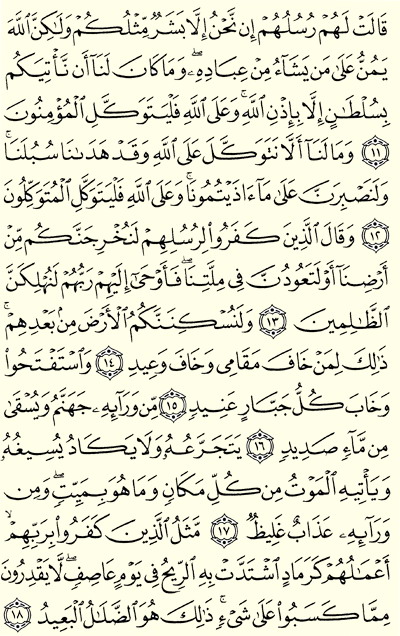 قَالَتْ لَهُمْ رُسُلُهُمْ إِن نَّحْنُ إِلَّا بَشَرٌ مِّثْلُكُمْ وَلَٰكِنَّ ٱللَّهَ
يَمُنُّ عَلَىٰ مَن يَشَآءُ مِنْ عِبَادِهِۦۖ وَمَا كَانَ لَنَآ أَن نَّأْتِيَكُم
بِسُلْطَٰنٍ إِلَّا بِإِذْنِ ٱللَّهِۚ وَعَلَى ٱللَّهِ فَلْيَتَوَكَّلِ ٱلْمُؤْمِنُونَ
﴿١١﴾ وَمَا لَنَآ أَلَّا نَتَوَكَّلَ عَلَى ٱللَّهِ وَقَدْ هَدَىٰنَا سُبُلَنَاۚ
وَلَنَصْبِرَنَّ عَلَىٰ مَآ ءَاذَيْتُمُونَاۚ وَعَلَى ٱللَّهِ فَلْيَتَوَكَّلِ ٱلْمُتَوَكِّلُونَ
﴿١٢﴾ وَقَالَ ٱلَّذِينَ كَفَرُوا۟ لِرُسُلِهِمْ لَنُخْرِجَنَّكُم مِّنْ
أَرْضِنَآ أَوْ لَتَعُودُنَّ فِى مِلَّتِنَاۖ فَأَوْحَىٰٓ إِلَيْهِمْ رَبُّهُمْ لَنُهْلِكَنَّ
ٱلظَّٰلِمِينَ ﴿١٣﴾ وَلَنُسْكِنَنَّكُمُ ٱلْأَرْضَ مِنۢ بَعْدِهِمْۚ
ذَٰلِكَ لِمَنْ خَافَ مَقَامِى وَخَافَ وَعِيدِ ﴿١٤﴾ وَٱسْتَفْتَحُوا۟
وَخَابَ كُلُّ جَبَّارٍ عَنِيدٍ ﴿١٥﴾ مِّن وَرَآئِهِۦ جَهَنَّمُ وَيُسْقَىٰ
مِن مَّآءٍ صَدِيدٍ ﴿١٦﴾ يَتَجَرَّعُهُۥ وَلَا يَكَادُ يُسِيغُهُۥ
وَيَأْتِيهِ ٱلْمَوْتُ مِن كُلِّ مَكَانٍ وَمَا هُوَ بِمَيِّتٍۖ وَمِن
وَرَآئِهِۦ عَذَابٌ غَلِيظٌ ﴿١٧﴾ مَّثَلُ ٱلَّذِينَ كَفَرُوا۟ بِرَبِّهِمْۖ
أَعْمَٰلُهُمْ كَرَمَادٍ ٱشْتَدَّتْ بِهِ ٱلرِّيحُ فِى يَوْمٍ عَاصِفٍۖ لَّا يَقْدِرُونَ
مِمَّا كَسَبُوا۟ عَلَىٰ شَىْءٍۚ ذَٰلِكَ هُوَ ٱلضَّلَٰلُ ٱلْبَعِيدُ ﴿١٨﴾